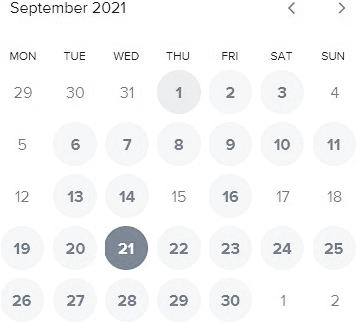 September 2021
MON TUE WED THU FRI SAT SUN
29 30 31 1 2 3 4
5 6 7 8 9 10 11
12 13 14 15 16 17 18
19 20 21 22 23 24 25
26 27 28 29 30 1 2